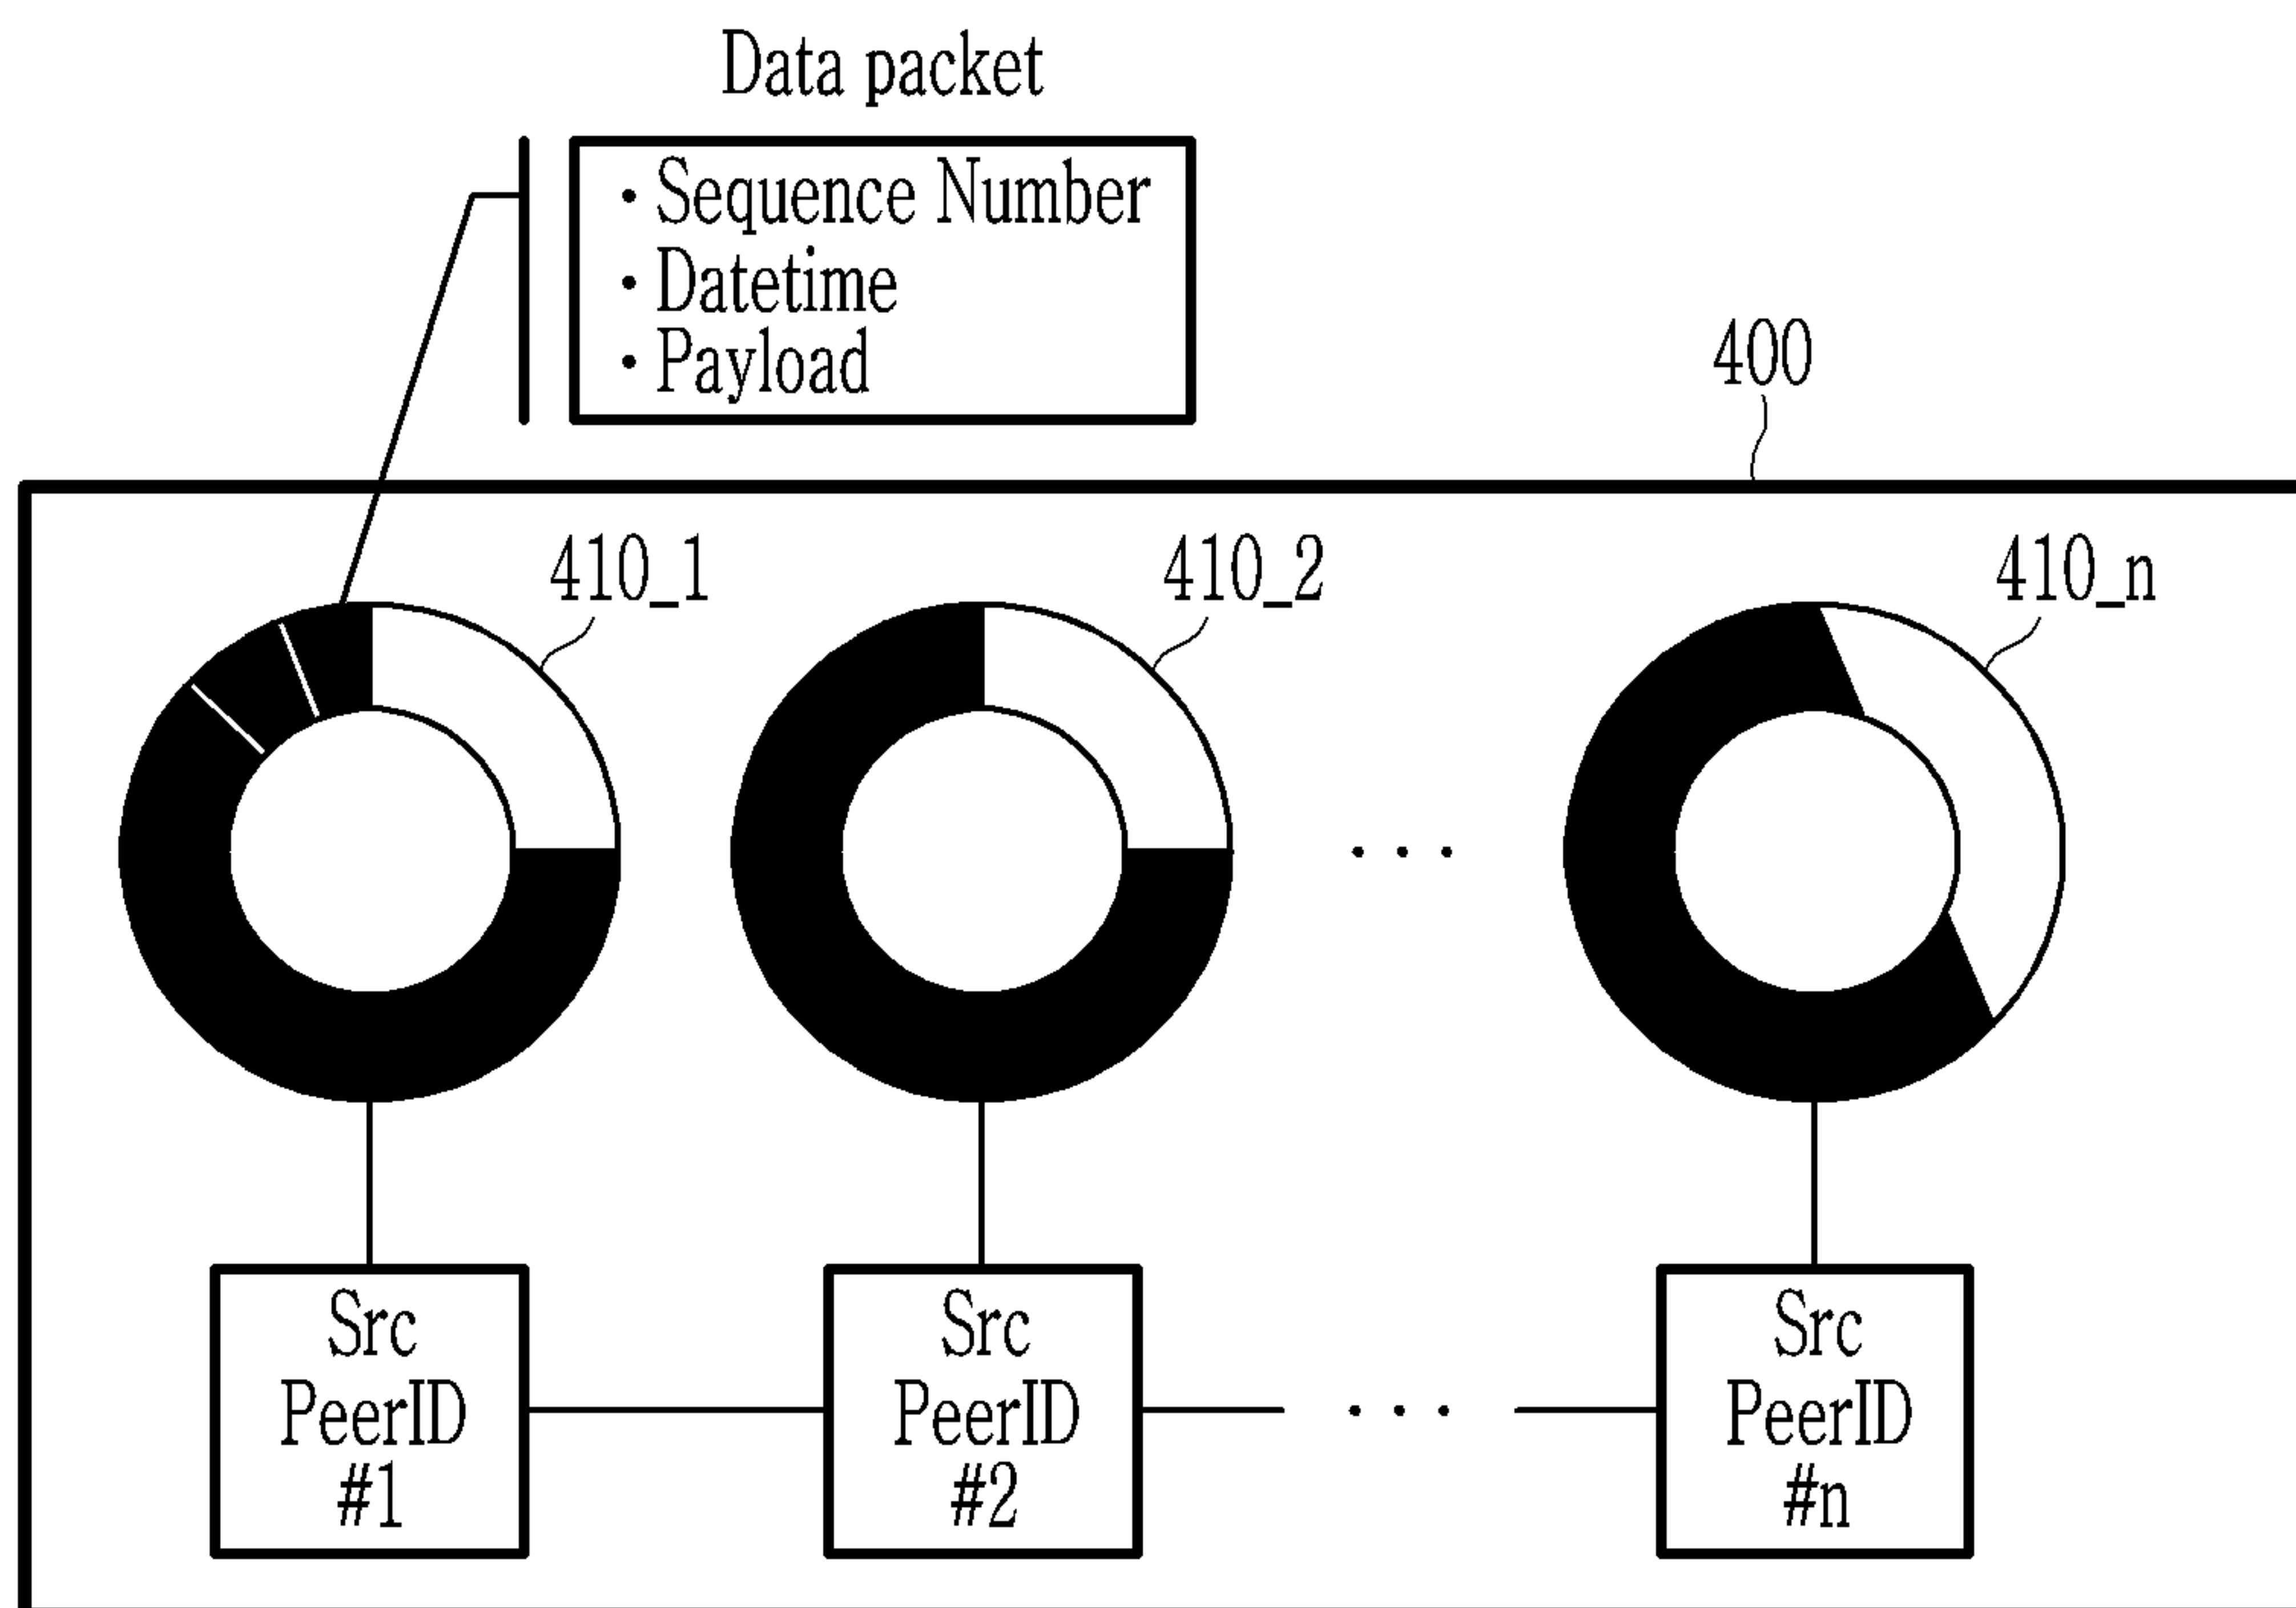 Data packet
• Sequence Number
• Datetime
• Payload
400
410_1
410_2
410_n
. . .
Src
PeerID
#1
Src
PeerID
#2
. . .
Src
PeerID
#n